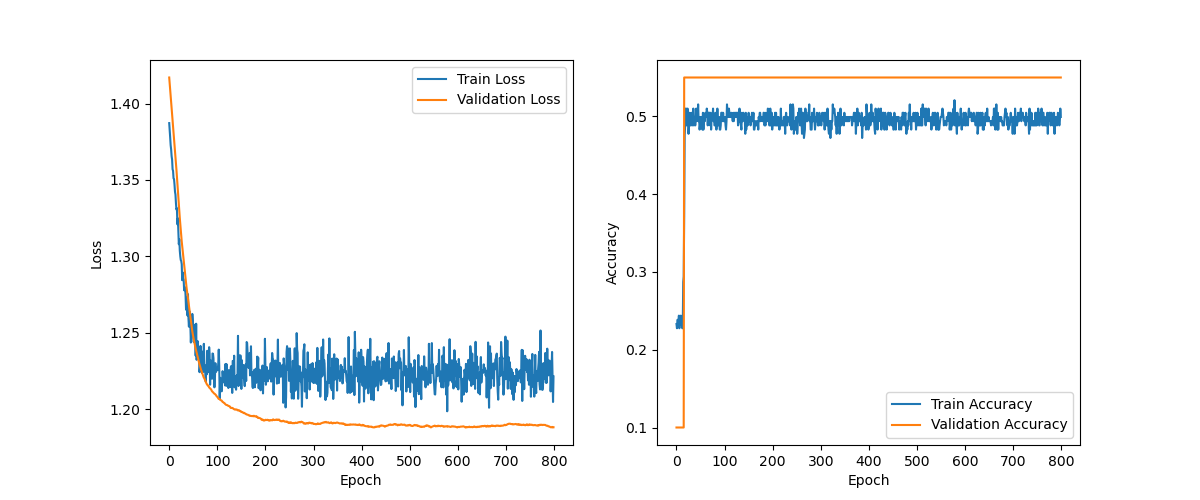 Train Loss
Validation Loss
1.40
1.35
1.30
1.25
1.20
Loss
0 100 200 300 400 500 600 700 800
Epoch
0.5
0.4
0.3
0.2
0.1
Accuracy
Train Accuracy
Validation Accuracy
0 100 200 300 400 500 600 700 800
Epoch